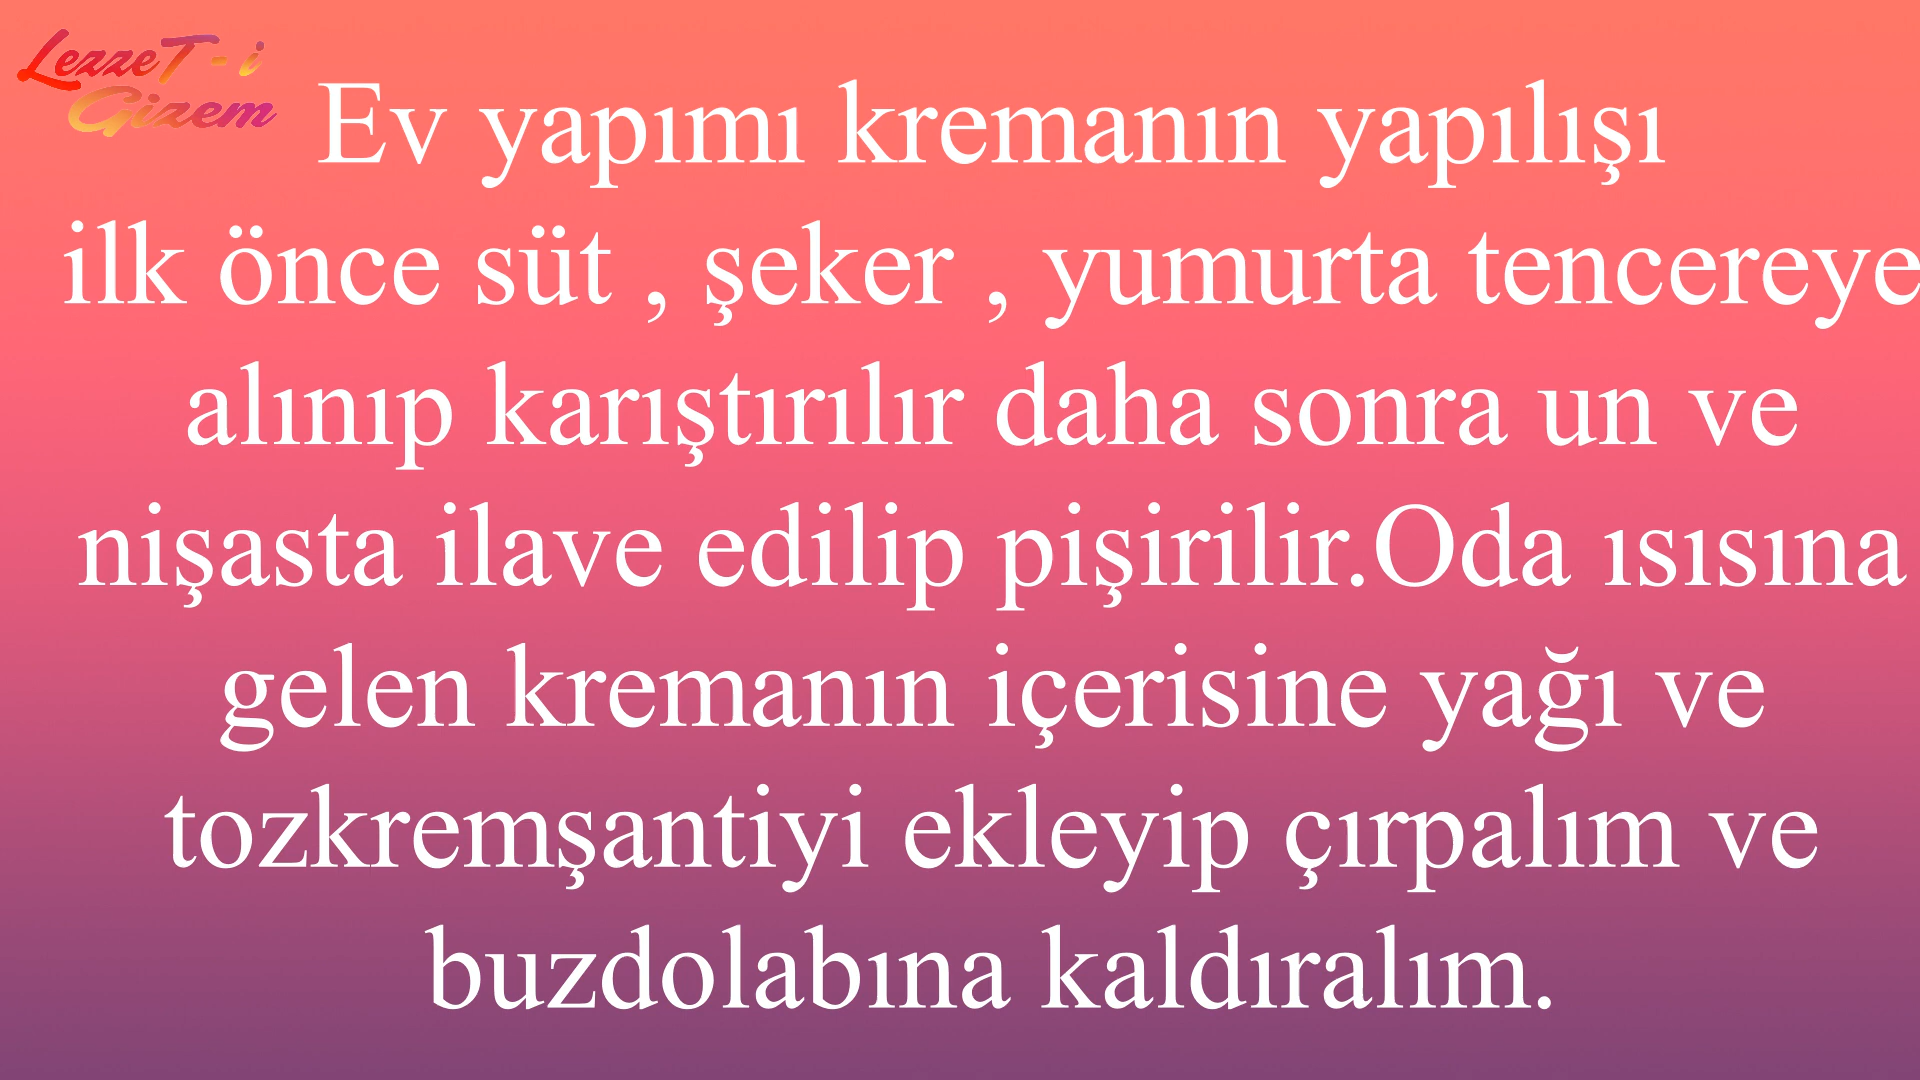 LezzeT-i
Gizem
Ev yapımı kremanın yapılışı
ilk önce süt , şeker , yumurta tencereye
alınıp karıştırılır daha sonra un ve
nişasta ilave edilip pişirilir.Oda ısısına
gelen kremanın içerisine yağı ve
tozkremşantiyi ekleyip çırpalım ve
buzdolabına kaldıralım.